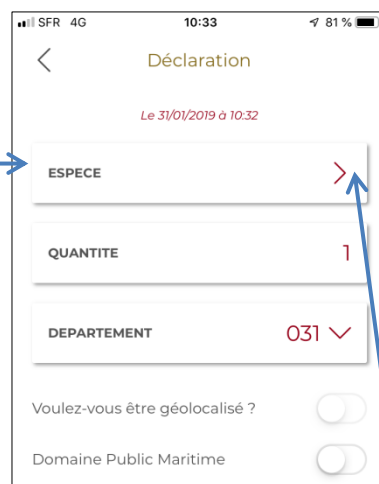 SFR 4G 10:33 81 %
Déclaration
Le 31/01/2019 à 10:32
ESPECE
QUANTITE 1
DEPARTEMENT 031
Voulez-vous être géolocalisé ?
Domaine Public Maritime